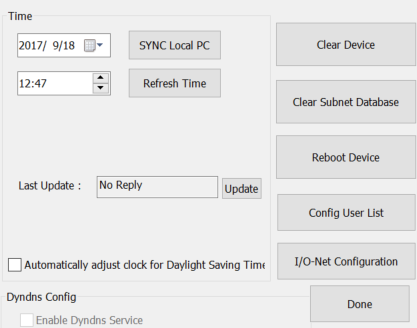 Time
2017/ 9/18
SYNC Local PC
Clear Device
12:47
Refresh Time
Clear Subnet Database
Reboot Device
Last Update :
No Reply
Update
Config User List
Automatically adjust clock for Daylight Saving Time
I/O-Net Configuration
Dyndns Config
Done
Enable Dyndns Service